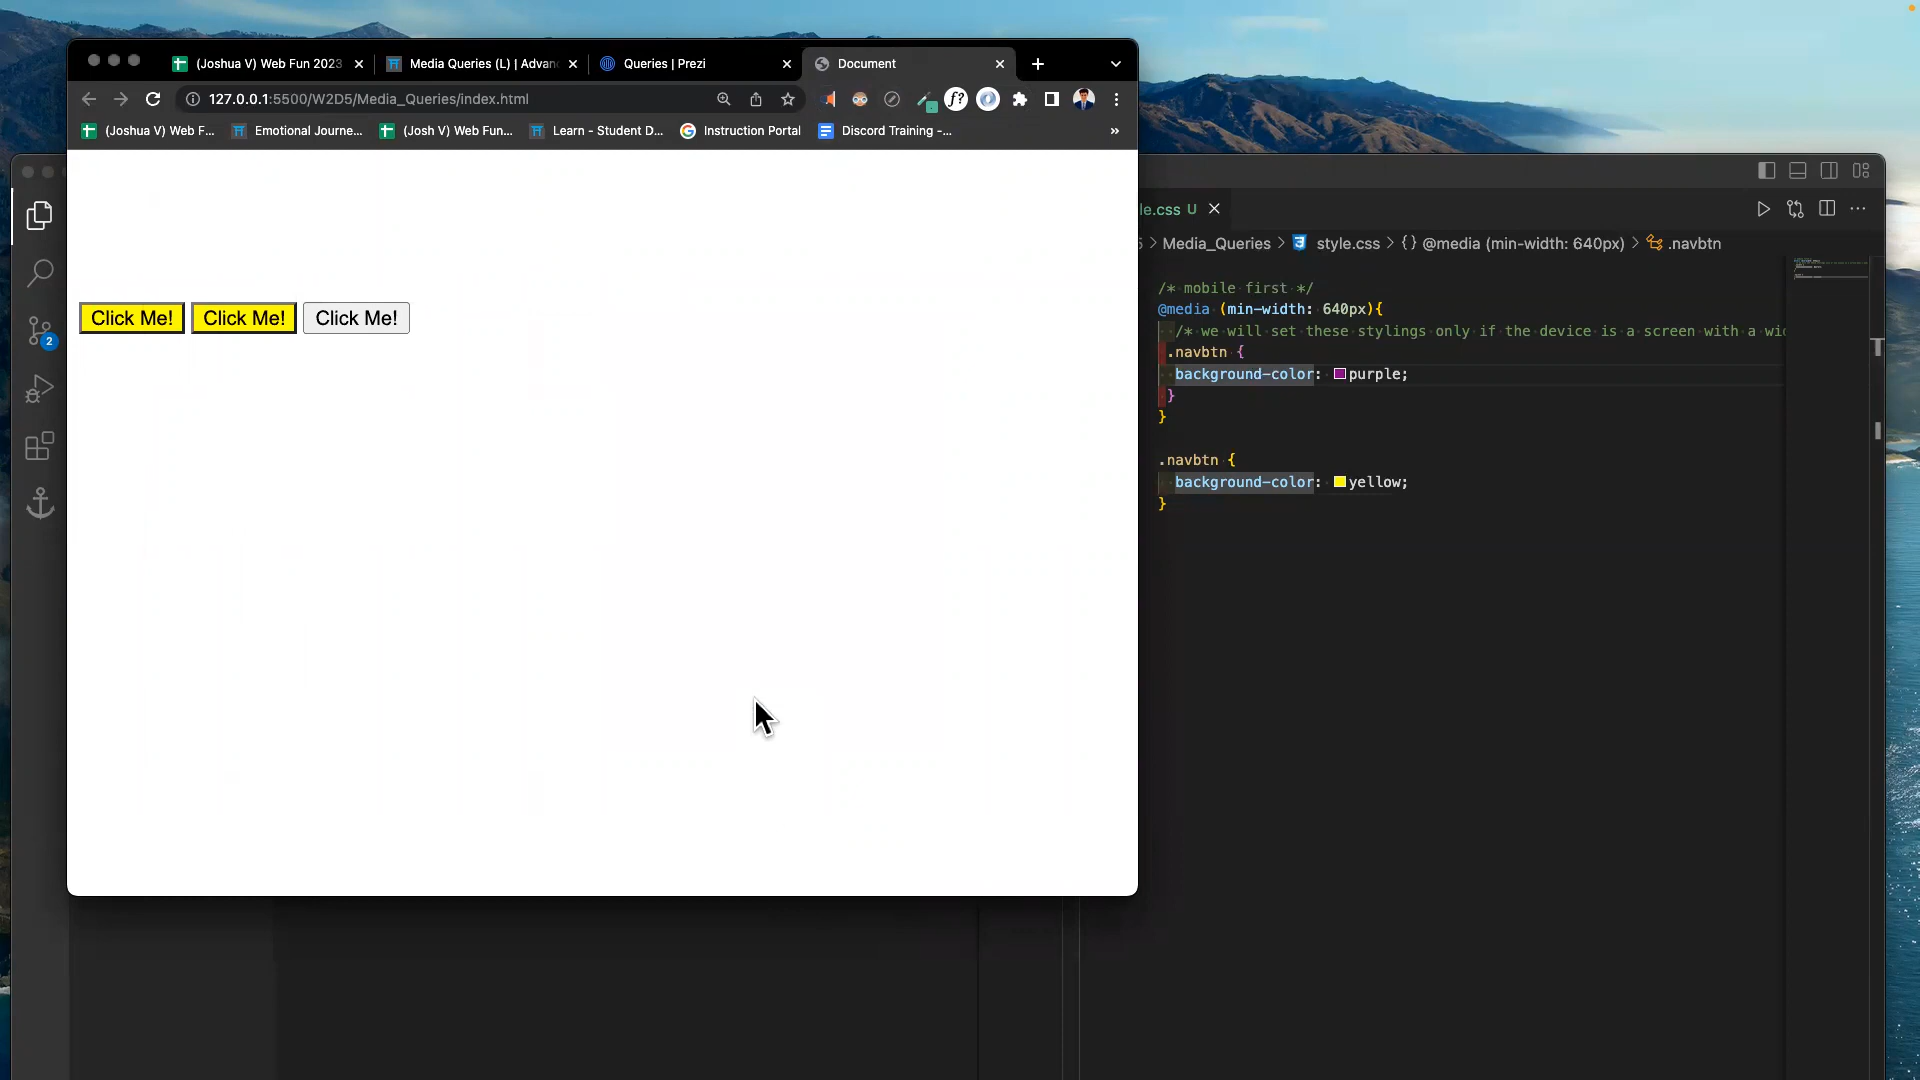 (Joshua V) Web Fun 2023
Media Queries (L) | Advan
Queries | Prezi
Document
127.0.0.1:5500/W2D5/Media_Queries/index.html
f?
(Joshua V) Web F...
Emotional Journe...
(Josh V) Web Fun...
Learn - Student D...
Instruction Portal
Discord Training -...
»
Click Me!
Click Me!
Click Me!
2
le.css U
Media_Queries > style.css > {} @media (min-width: 640px) > .navbtn
/* mobile first */
@media (min-width: 640px){
/* we will set these stylings only if the device is a screen with a wi
.navbtn {
background-color: purple;
}
}
.navbtn {
background-color: yellow;
}